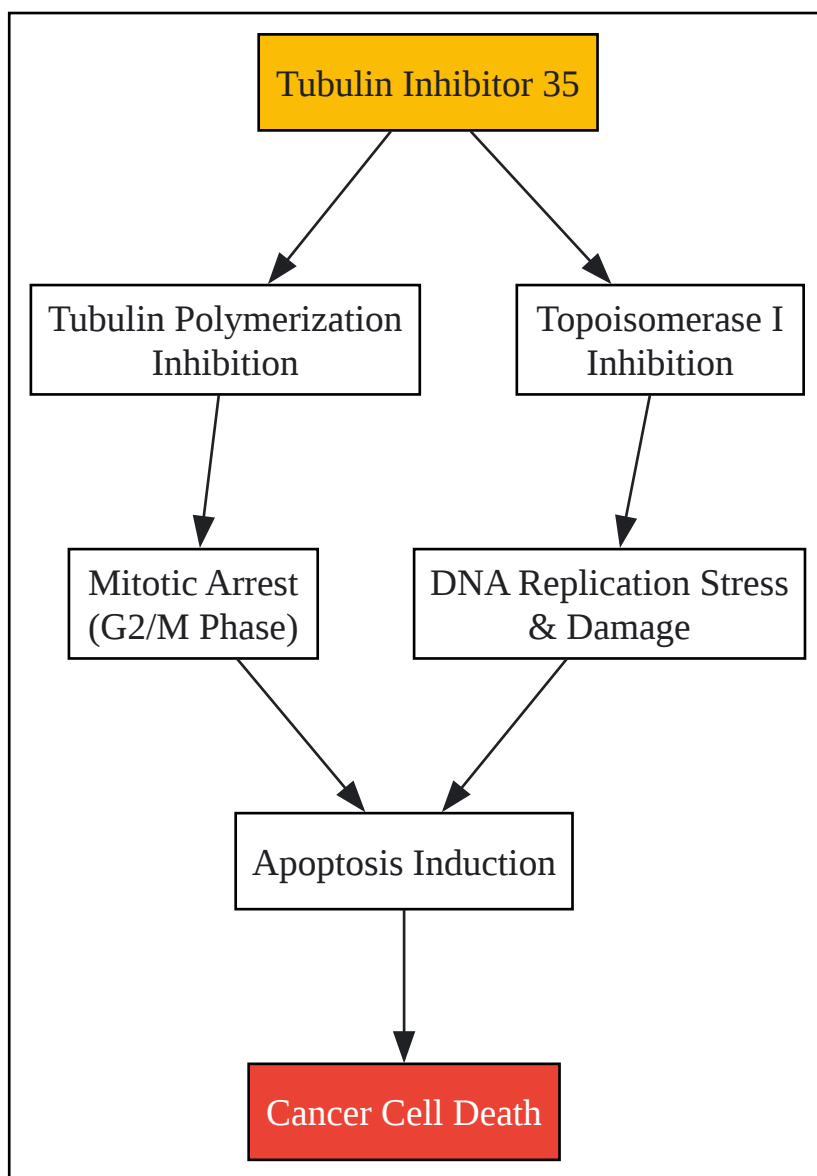 Tubulin Inhibitor 35
Tubulin Polymerization
Inhibition
Topoisomerase I
Inhibition
Mitotic Arrest
(G2/M Phase)
DNA Replication Stress
& Damage
Apoptosis Induction
Cancer Cell Death